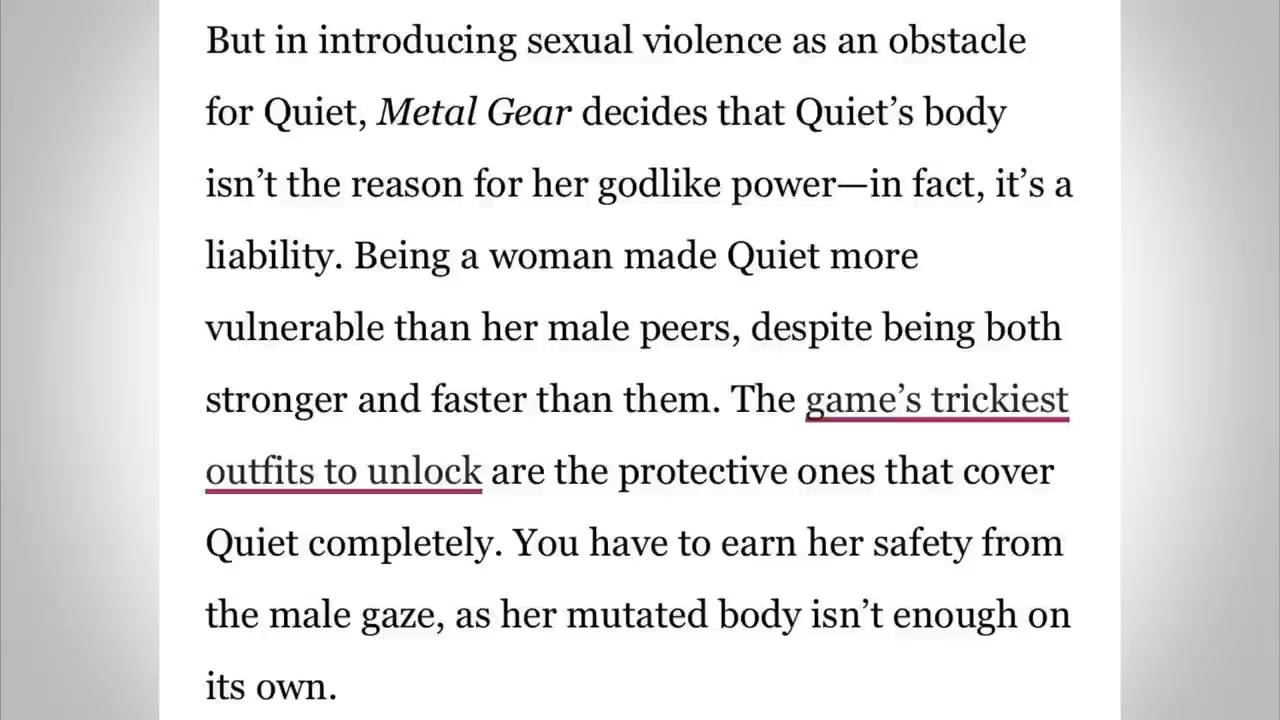 But in introducing sexual violence as an obstacle
for Quiet, Metal Gear decides that Quiet’s body
isn’t the reason for her godlike power—in fact, it’s a
liability. Being a woman made Quiet more
vulnerable than her male peers, despite being both
stronger and faster than them. The game’s trickiest
outfits to unlock are the protective ones that cover
Quiet completely. You have to earn her safety from
the male gaze, as her mutated body isn’t enough on
its own.